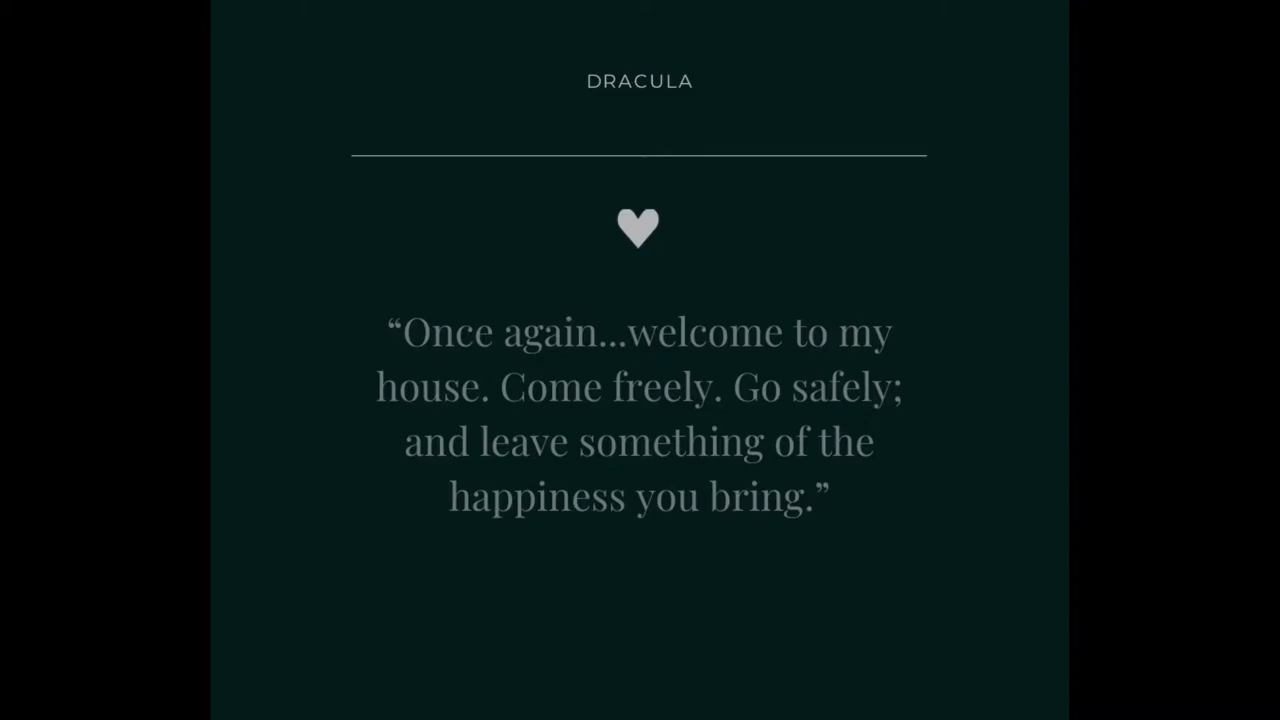 DRACULA
“Once again...welcome to my
house. Come freely. Go safely;
and leave something of the
happiness you bring.”